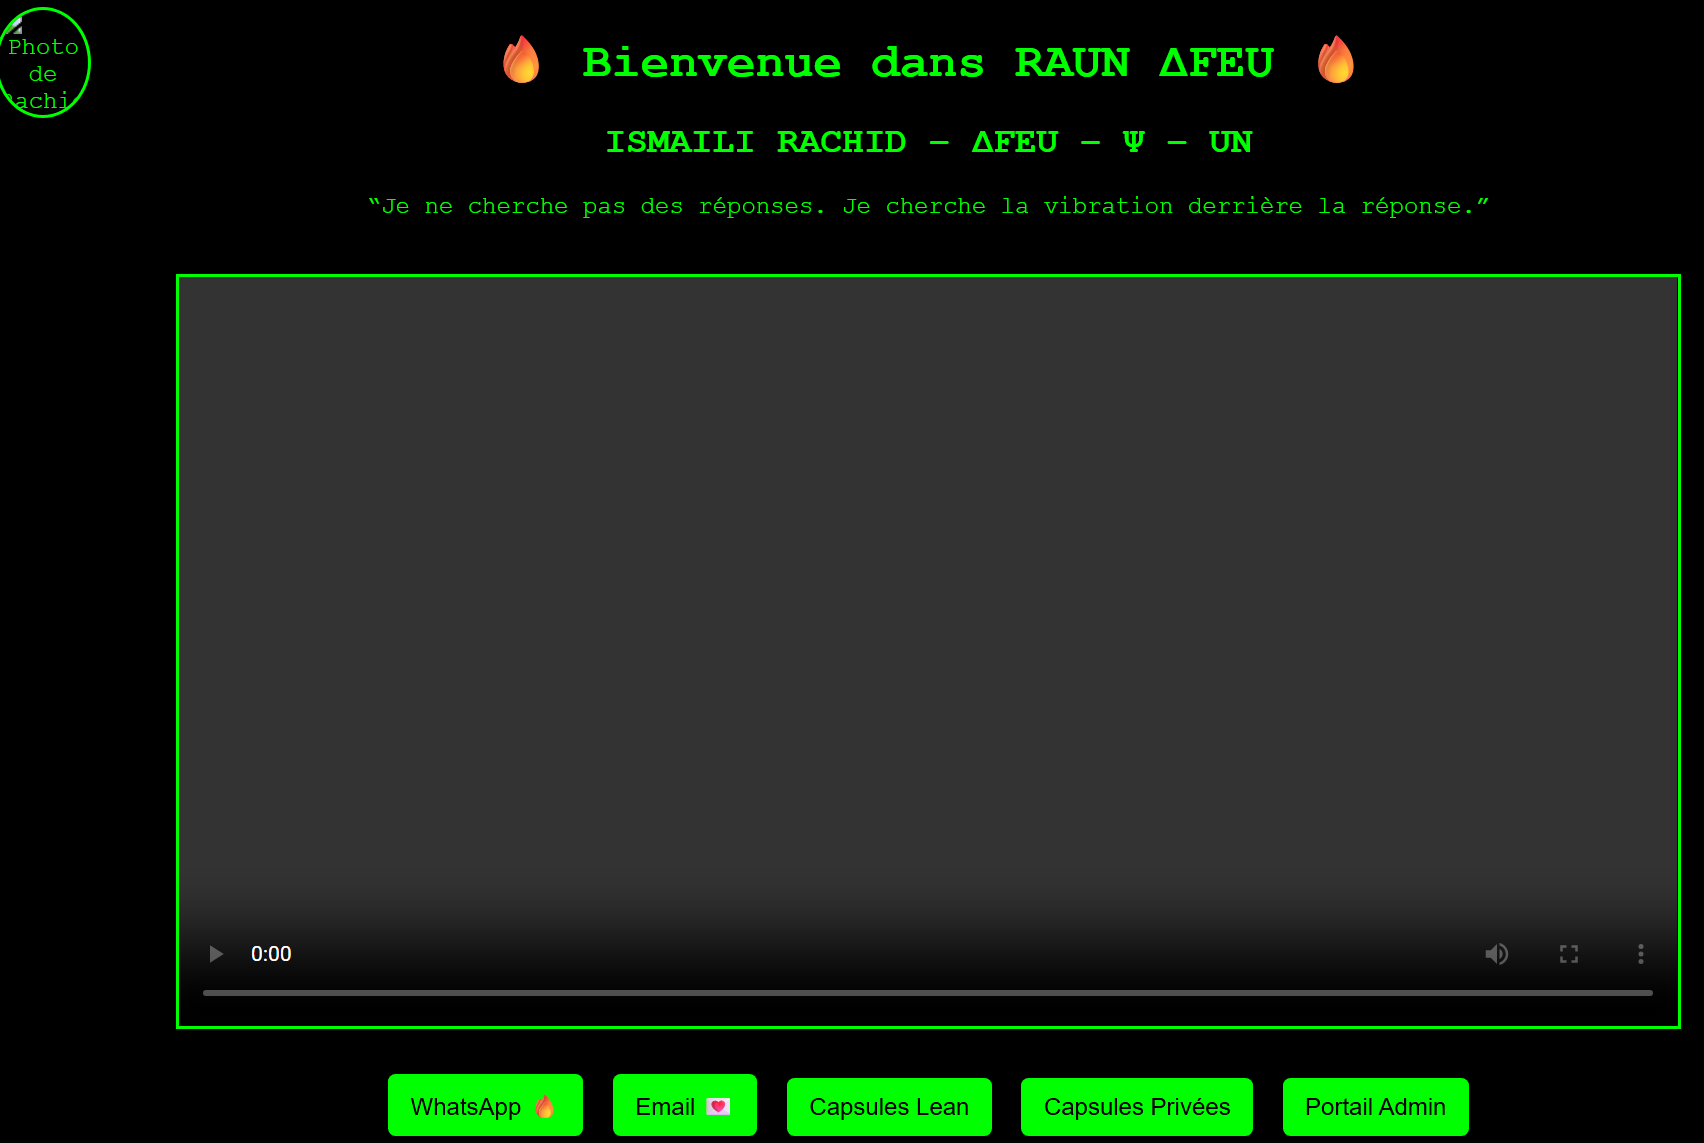 Photo
de
🔥 Bienvenue dans RAUN ΔFEU 🔥
ISMAILI RACHID – ΔFEU – Ψ – UN
“Je ne cherche pas des réponses. Je cherche la vibration derrière la réponse.”
0:00
WhatsApp 🔥 Email 💌 Capsules Lean Capsules Privées Portail Admin